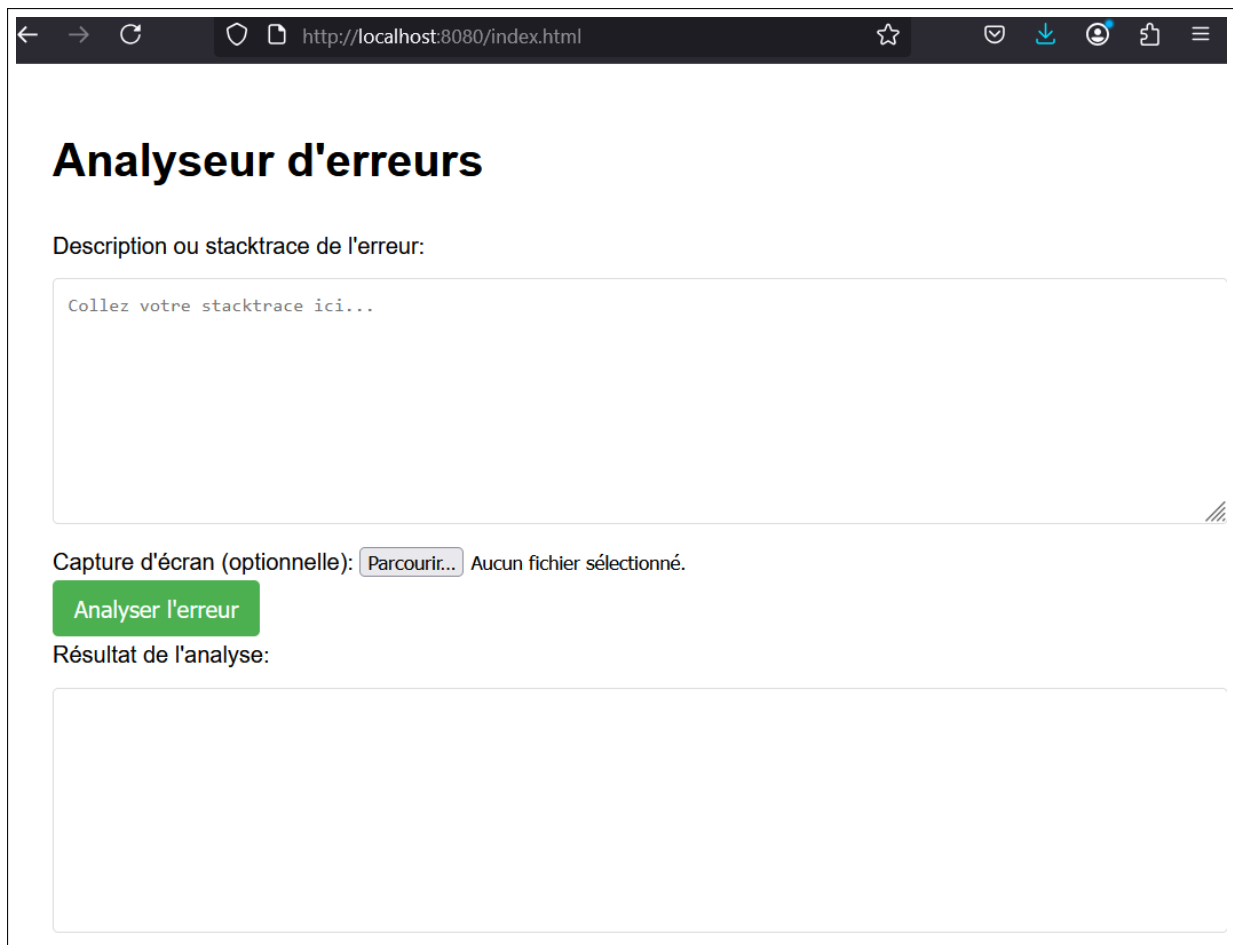 http://localhost:8080/index.html
Analyseur d'erreurs
Description ou stacktrace de l'erreur:
Collez votre stacktrace ici...
Capture d'écran (optionnelle): Parcourir... Aucun fichier sélectionné.
Analyser l'erreur
Résultat de l'analyse: